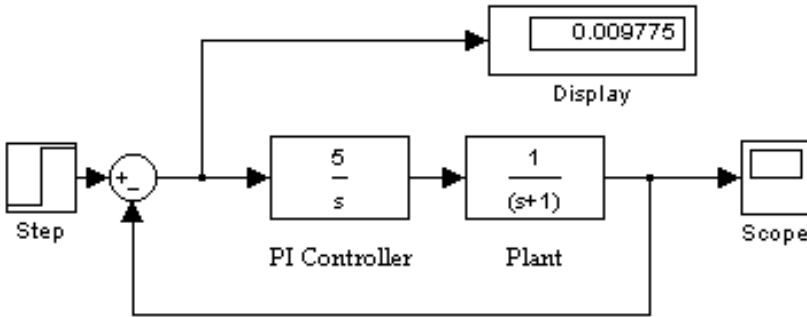 0.009775
Display
+
−
5
s
1
(s+1)
Step
PI Controller
Plant
Scope